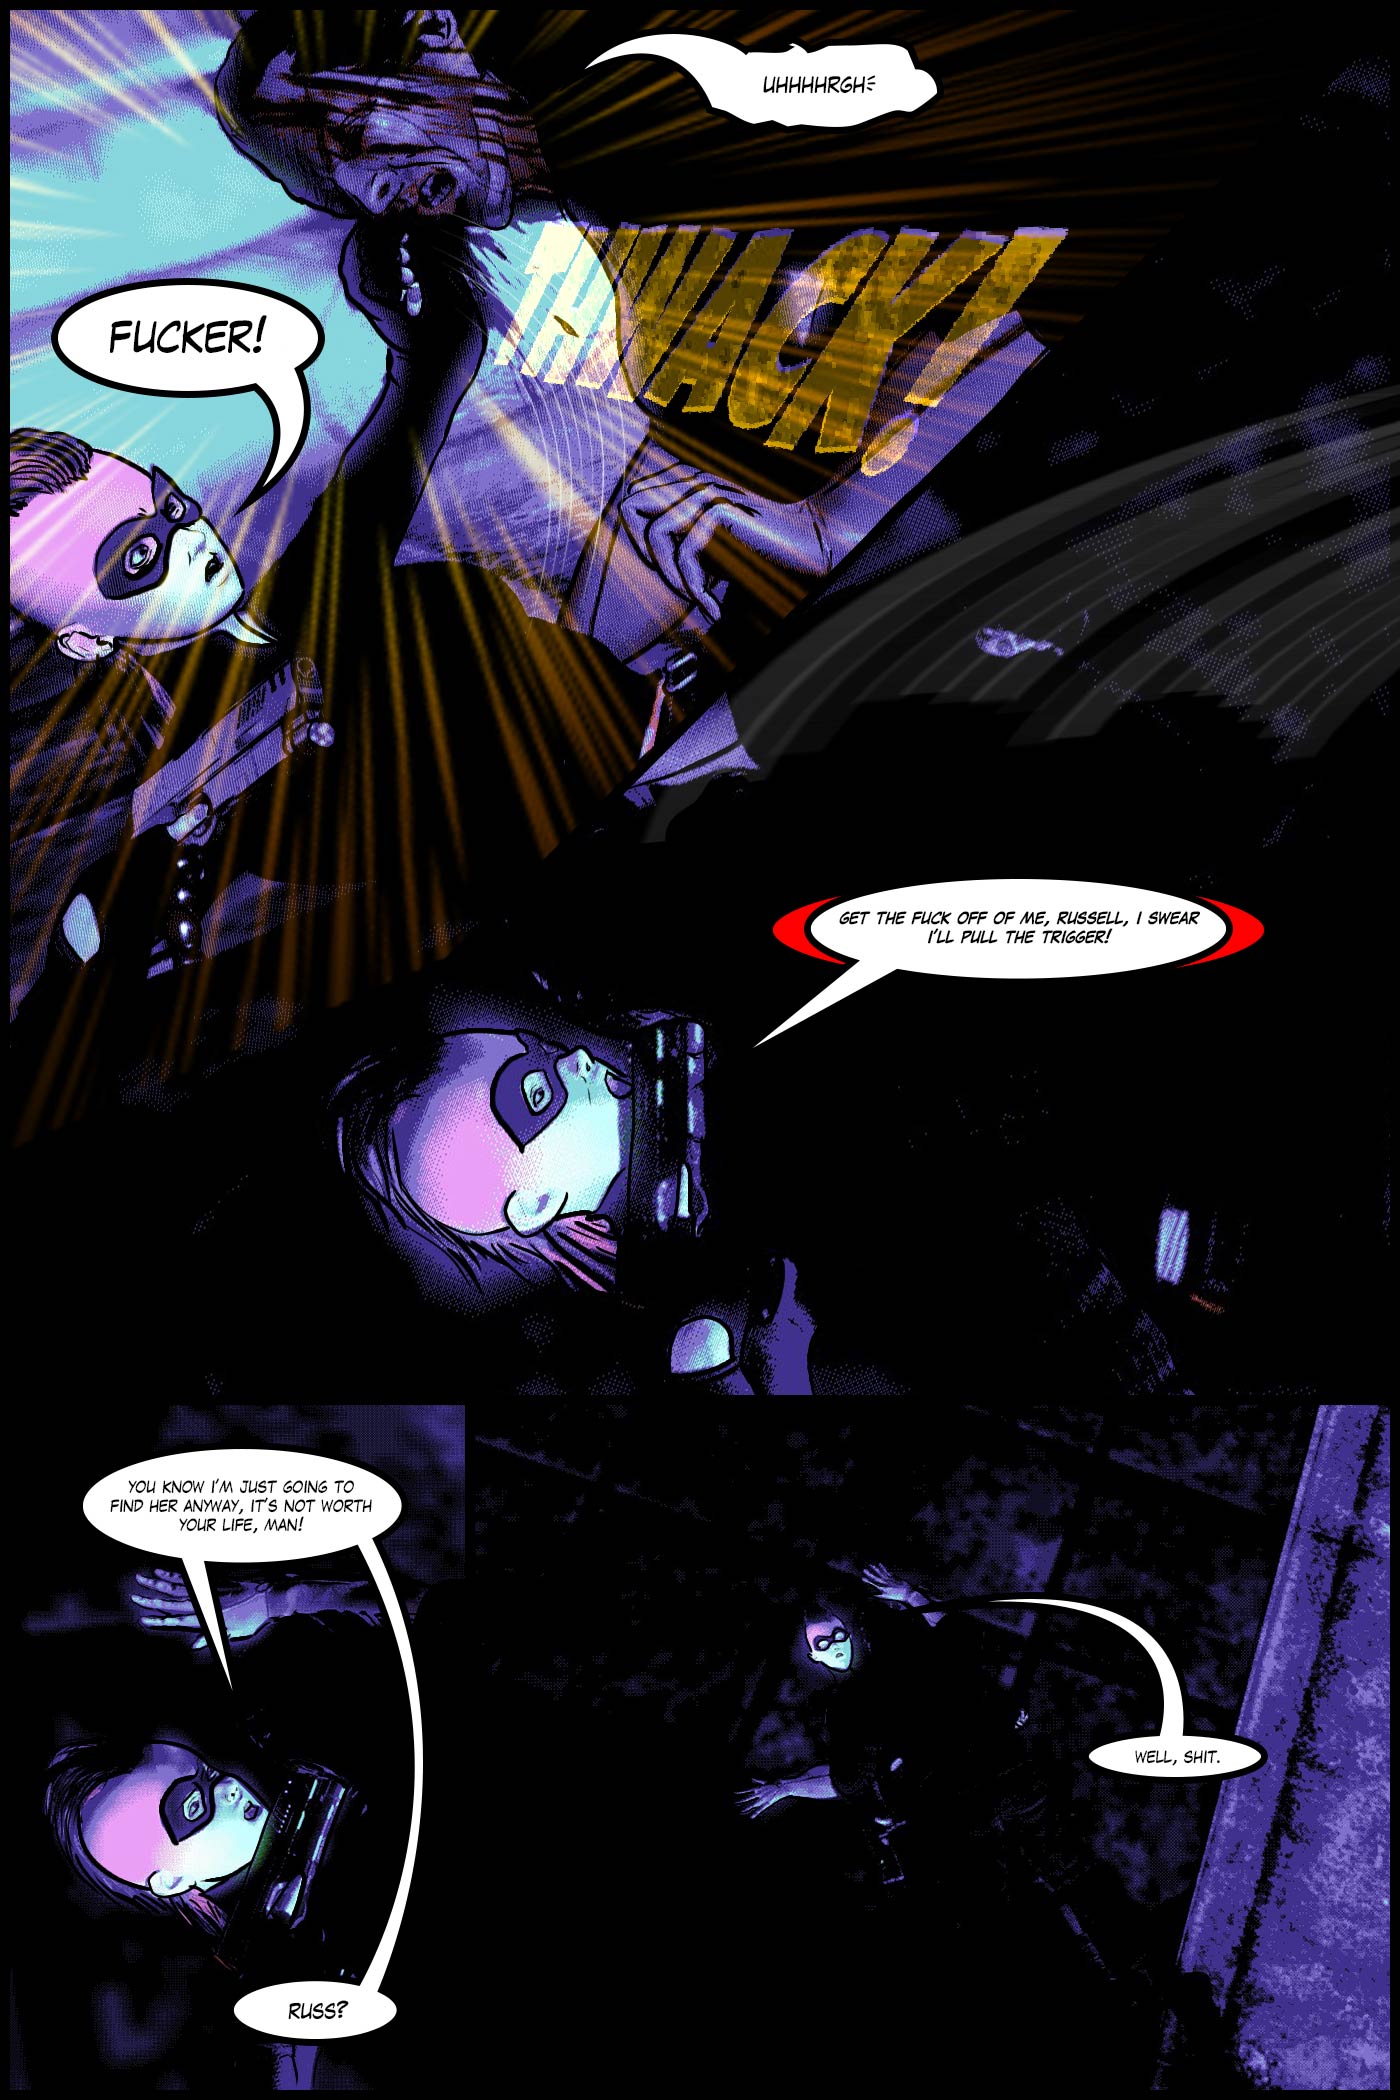 UHHHHRGH-
FUCKER!
THWACK!
GET THE FUCK OFF OF ME, RUSSELL, I SWEAR
I'LL PULL THE TRIGGER!
YOU KNOW I'M JUST GOING TO
FIND HER ANYWAY, IT'S NOT WORTH
YOUR LIFE, MAN!
RUSS?
WELL, SHIT.